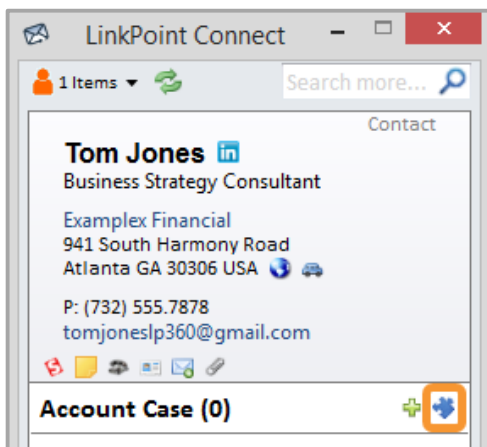 LinkPoint Connect
1 Items
Search more...
Contact
Tom Jones in
Business Strategy Consultant
Examplex Financial
941 South Harmony Road
Atlanta GA 30306 USA
P: (732) 555.7878
tomjoneslp360@gmail.com
Account Case (0)